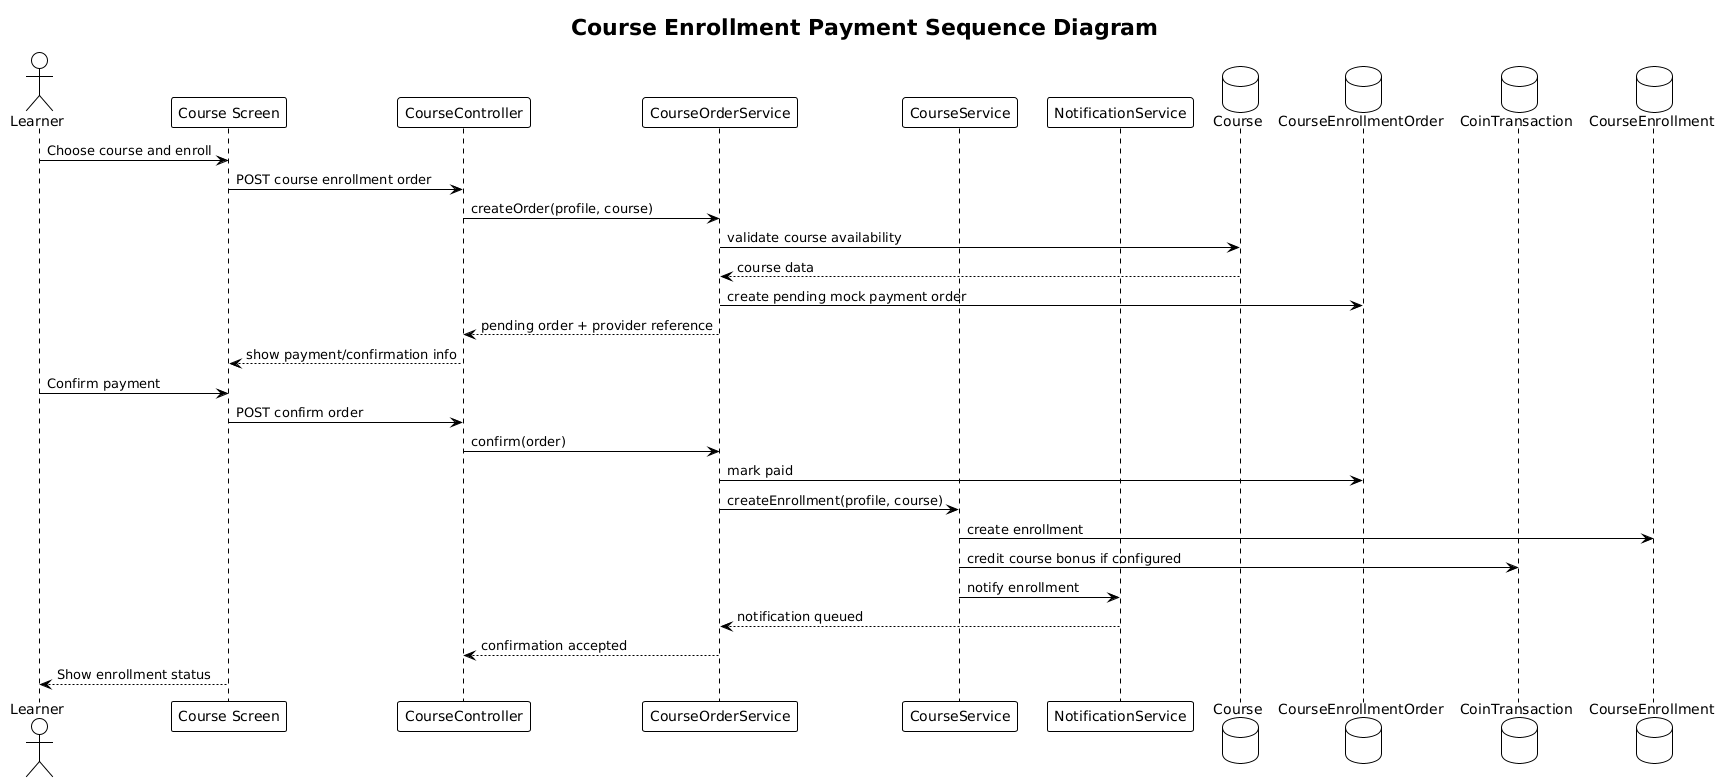 Course Enrollment Payment Sequence Diagram
Learner
Course Screen
CourseController
CourseOrderService
CourseService
NotificationService
Course
CourseEnrollmentOrder
CoinTransaction
CourseEnrollment
Choose course and enroll
POST course enrollment order
createOrder(profile, course)
validate course availability
course data
create pending mock payment order
pending order + provider reference
show payment/confirmation info
Confirm payment
POST confirm order
confirm(order)
mark paid
createEnrollment(profile, course)
create enrollment
credit course bonus if configured
notify enrollment
notification queued
confirmation accepted
Show enrollment status
Learner
Course Screen
CourseController
CourseOrderService
CourseService
NotificationService
Course
CourseEnrollmentOrder
CoinTransaction
CourseEnrollment